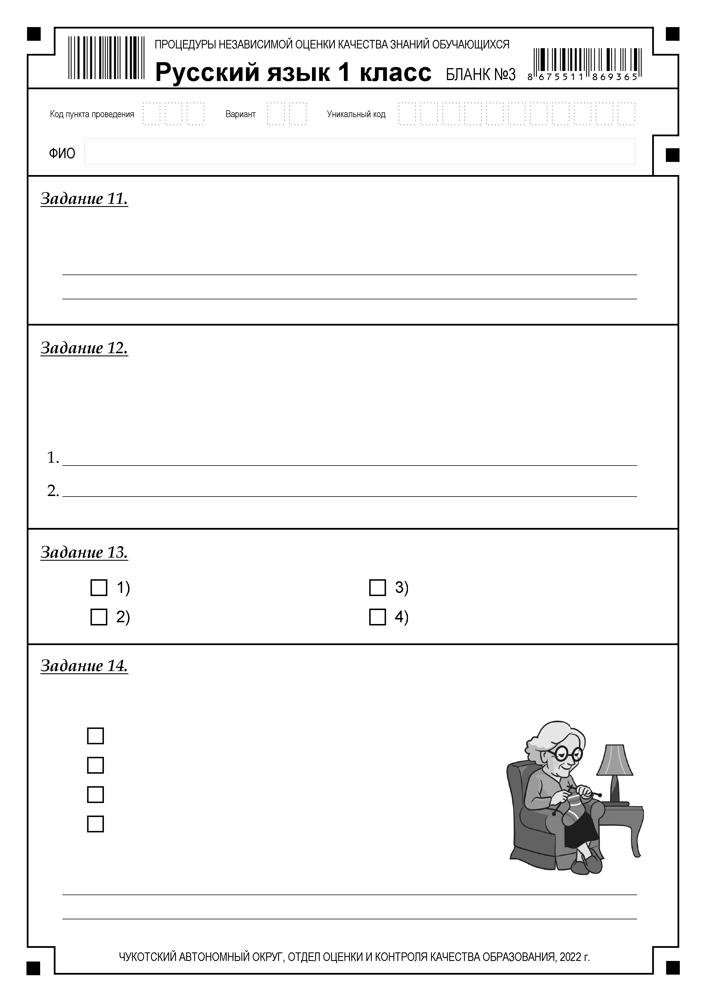 ПРОЦЕДУРЫ НЕЗАВИСИМОЙ ОЦЕНКИ КАЧЕСТВА ЗНАНИЙ ОБУЧАЮЩИХСЯ
Русский язык 1 класс БЛАНК №3
8 675511 869365
Код пункта проведения Вариант Уникальный код
ФИО
Задание 11.
Задание 12.
1.
2.
Задание 13.
1) 3)
2) 4)
Задание 14.
ЧУКОТСКИЙ АВТОНОМНЫЙ ОКРУГ, ОТДЕЛ ОЦЕНКИ И КОНТРОЛЯ КАЧЕСТВА ОБРАЗОВАНИЯ, 2022 г.